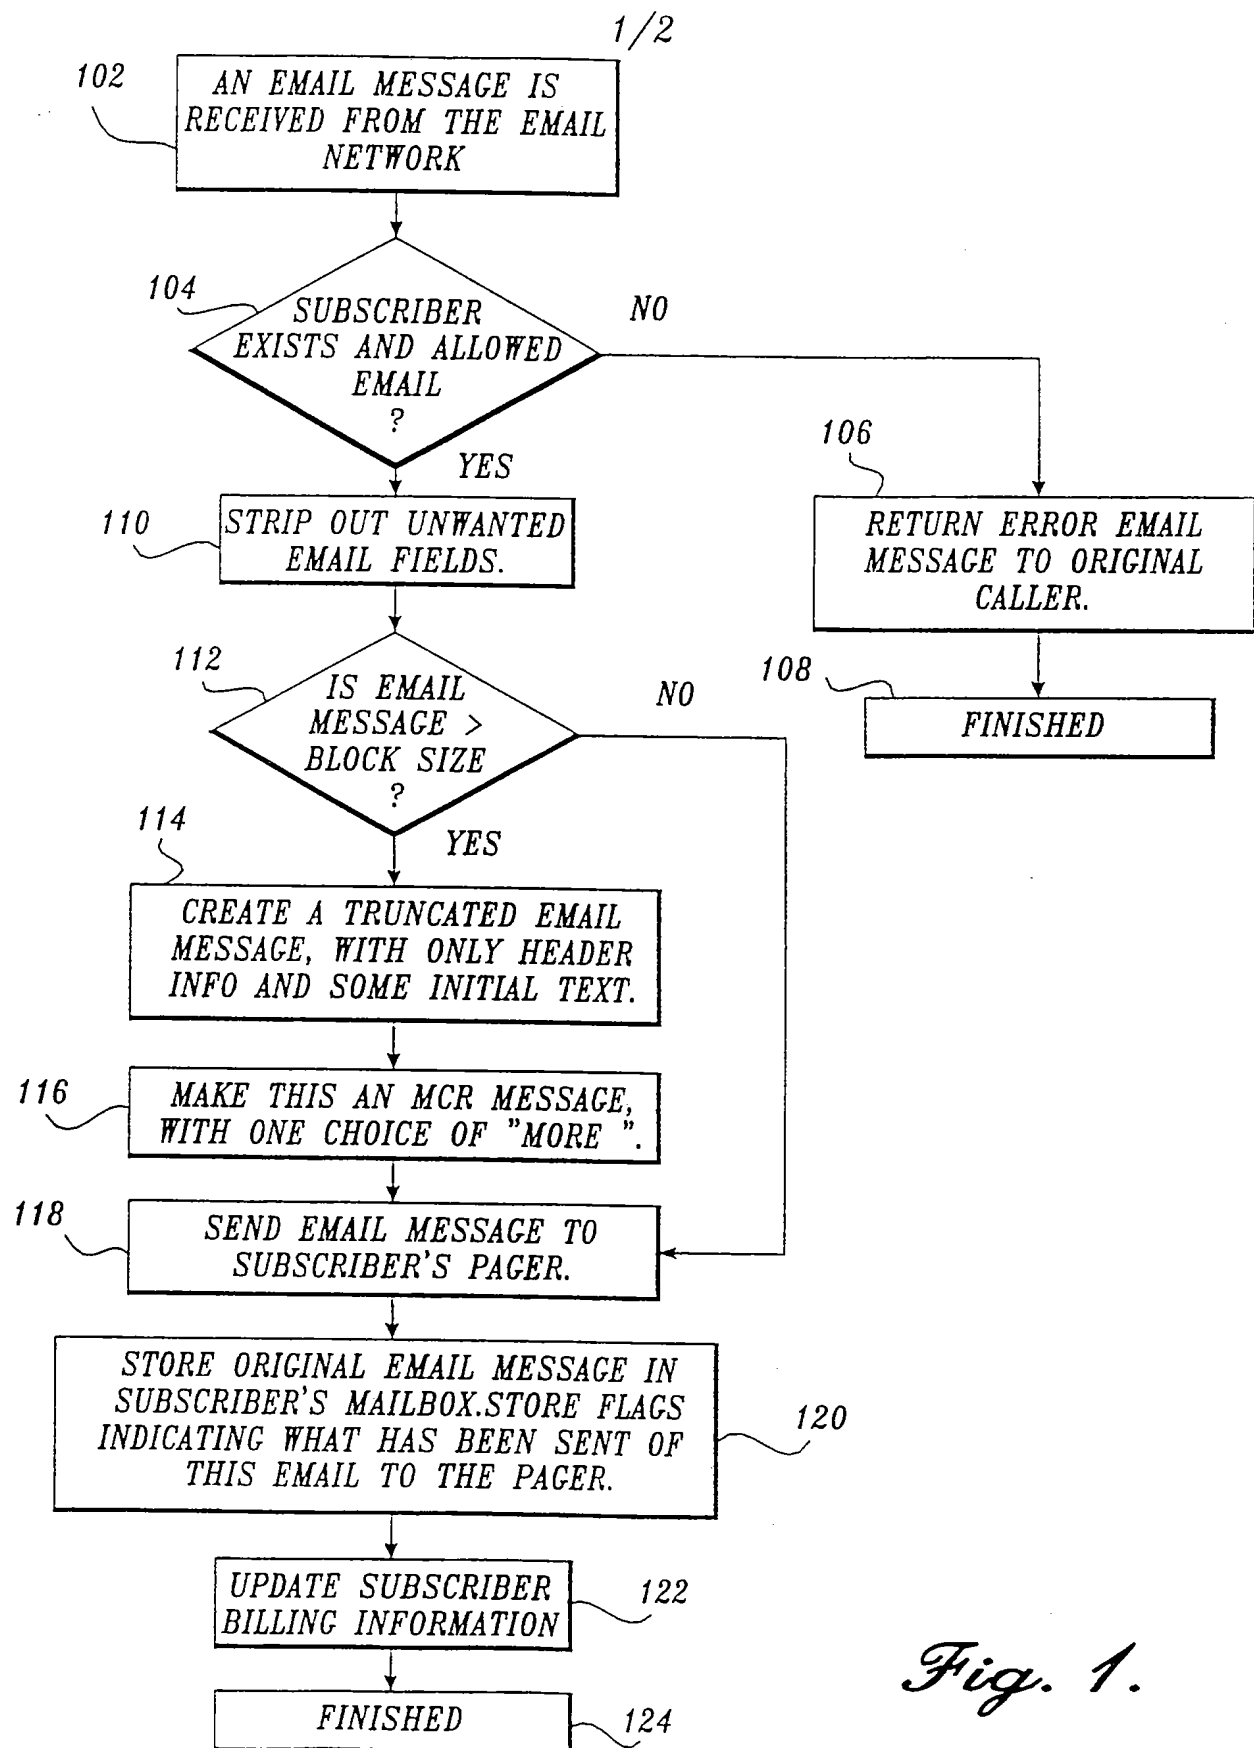 1/2
102
AN EMAIL MESSAGE IS
RECEIVED FROM THE EMAIL
NETWORK
104
SUBSCRIBER
EXISTS AND ALLOWED
EMAIL
?
NO
YES
106
RETURN ERROR EMAIL
MESSAGE TO ORIGINAL
CALLER.
108
FINISHED
110
STRIP OUT UNWANTED
EMAIL FIELDS.
112
IS EMAIL
MESSAGE >
BLOCK SIZE
?
NO
YES
114
CREATE A TRUNCATED EMAIL
MESSAGE, WITH ONLY HEADER
INFO AND SOME INITIAL TEXT.
116
MAKE THIS AN MCR MESSAGE,
WITH ONE CHOICE OF "MORE ".
118
SEND EMAIL MESSAGE TO
SUBSCRIBER'S PAGER.
STORE ORIGINAL EMAIL MESSAGE IN
SUBSCRIBER'S MAILBOX.STORE FLAGS
INDICATING WHAT HAS BEEN SENT OF
THIS EMAIL TO THE PAGER.
120
UPDATE SUBSCRIBER
BILLING INFORMATION
122
FINISHED
124
Fig. 1.